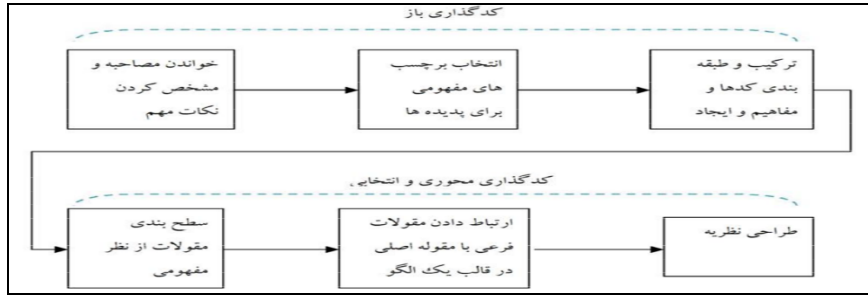 کدگذاری باز
خواندن مصاحبه و
مشخص کردن
نکات مهم
انتخاب برچسب
های مفهومی
برای پدیده ها
ترکیب و طبقه
بندی کدها و
مفاهیم و ایجاد
کدگذاری محوری و انتخابی
سطح بندی
مقولات از نظر
مفهومی
ارتباط دادن مقولات
فرعی با مقوله اصلی
در قالب یک الگو
طراحی نظریه